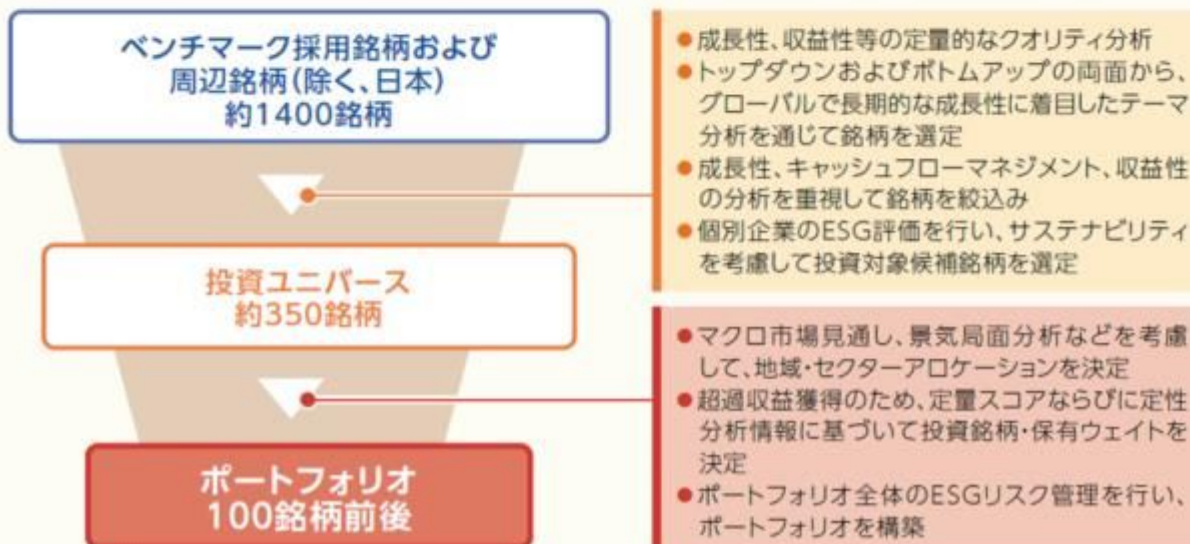 ベンチマーク採用銘柄および
周辺銘柄(除く、日本)
約1400銘柄
●成長性、収益性等の定量的なクオリティ分析
●トップダウンおよびボトムアップの両面から、
グローバルで長期的な成長性に着目したテーマ
分析を通じて銘柄を選定
●成長性、キャッシュフローマネジメント、収益性
の分析を重視して銘柄を絞込み
●個別企業のESG評価を行い、サステナビリティ
を考慮して投資対象候補銘柄を選定
投資ユニバース
約350銘柄
●マクロ市場見通し、景気局面分析などを考慮
して、地域・セクターアロケーションを決定
●超過収益獲得のため、定量スコアならびに定性
分析情報に基づいて投資銘柄・保有ウェイトを
決定
●ポートフォリオ全体のESGリスク管理を行い、
ポートフォリオを構築
ポートフォリオ
100銘柄前後